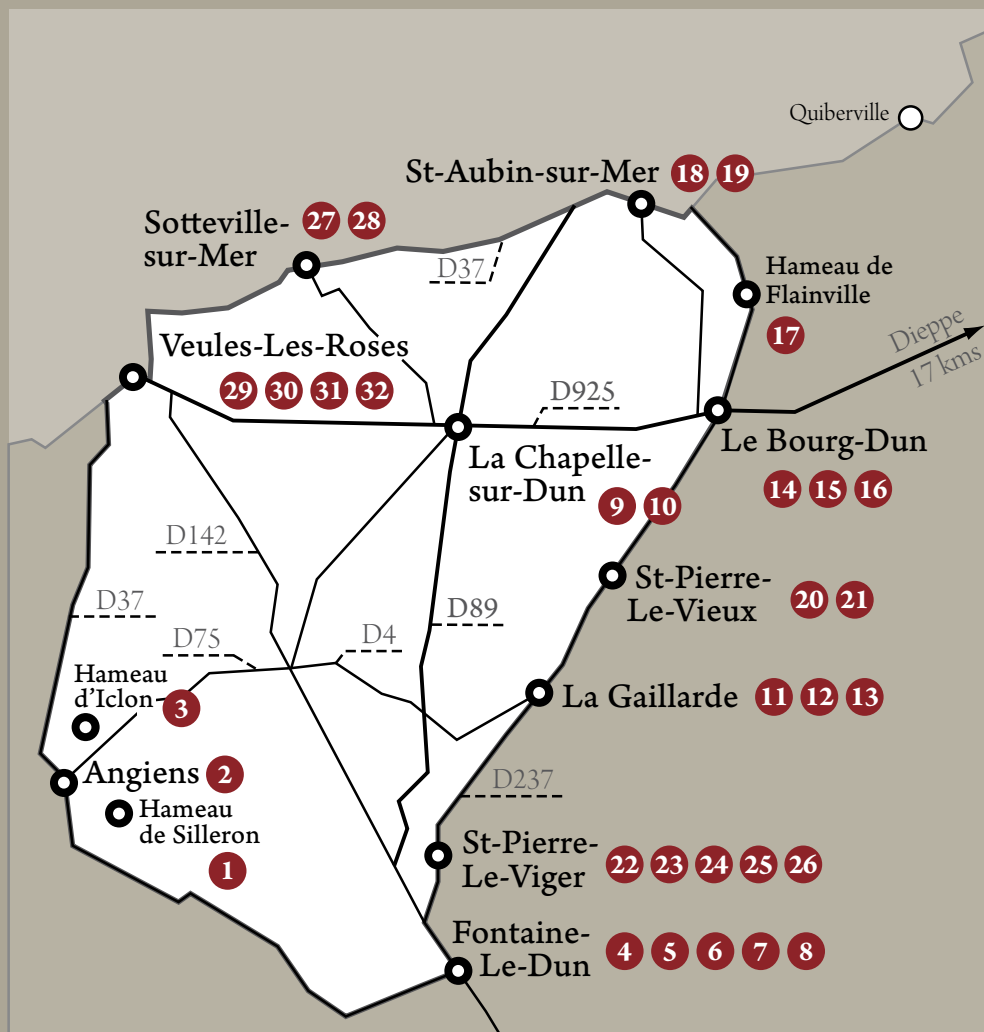 Quiberville
St-Aubin-sur-Mer 18 19
Sotteville-
sur-Mer
27 28
D37
Hameau de
Flainville
17
Dieppe
17 kms
Veules-Les-Roses
29 30 31 32
D925
La Chapelle-
sur-Dun
9 10
Le Bourg-Dun
14 15 16
D142
St-Pierre-
Le-Vieux
20 21
D37
D89
D75
D4
Hameau
d'Iclon
3
La Gaillarde 11 12 13
Angiens 2
D237
Hameau
de Silleron
1
St-Pierre-
Le-Viger
22 23 24 25 26
Fontaine-
Le-Dun
4 5 6 7 8